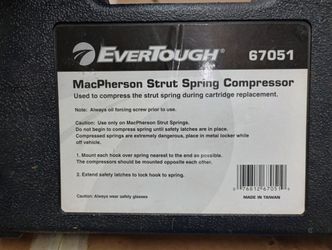 EVERTOUGH® 67051
MacPherson Strut Spring Compressor
Used to compress the strut spring during cartridge replacement.
Note: Always oil forcing screw prior to use.
Caution: Use only on MacPherson Strut Springs.
Do not begin to compress spring until safety latches are in place.
Compressed springs are extremely dangerous, place in metal locker while
off vehicle.
1. Mount each hook over spring nearest to the end as possible.
The compressors should be mounted opposite to each other.
2. Extend safety latches to lock hook to spring.
Caution: Always wear safety glasses
MADE IN TAIWAN